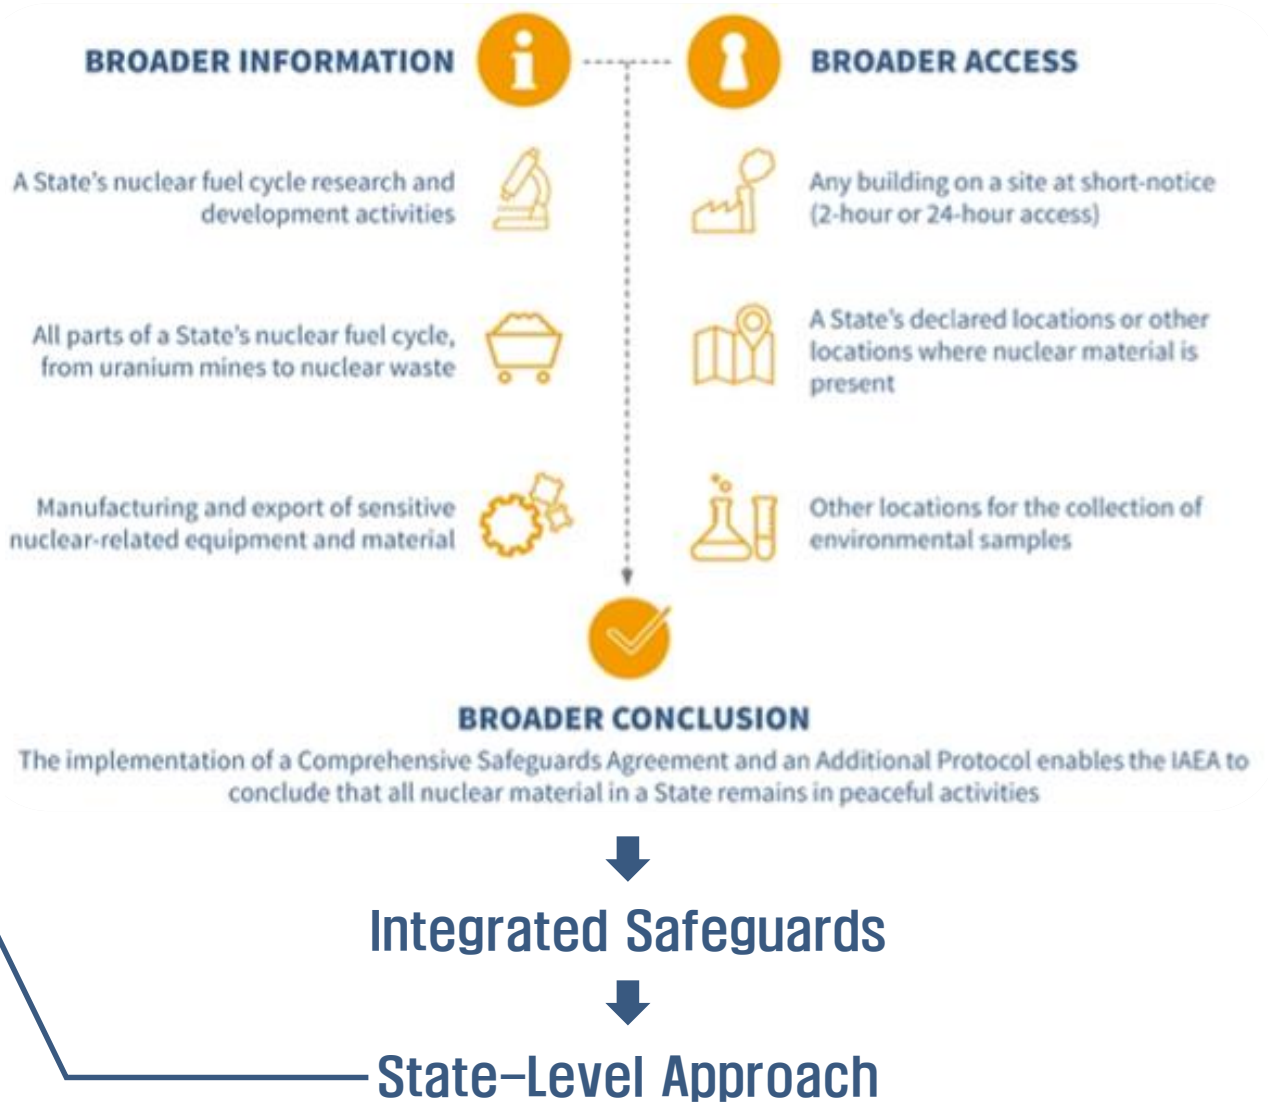 BROADER INFORMATION
A State's nuclear fuel cycle research and
development activities
All parts of a State's nuclear fuel cycle,
from uranium mines to nuclear waste
Manufacturing and export of sensitive
nuclear-related equipment and material
BROADER ACCESS
Any building on a site at short-notice
(2-hour or 24-hour access)
A State's declared locations or other
locations where nuclear material is
present
Other locations for the collection of
environmental samples
BROADER CONCLUSION
The implementation of a Comprehensive Safeguards Agreement and an Additional Protocol enables the IAEA to
conclude that all nuclear material in a State remains in peaceful activities
Integrated Safeguards
State-Level Approach